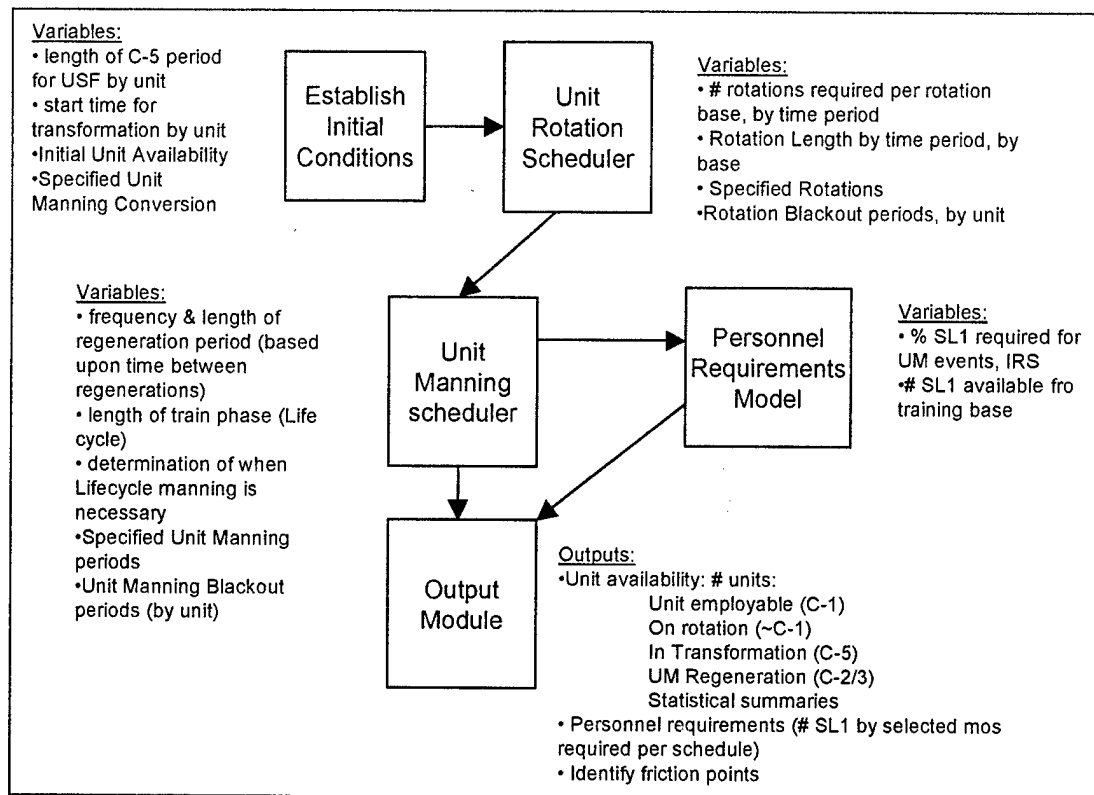 Variables:
• length of C-5 period
for USF by unit
• start time for
transformation by unit
•Initial Unit Availability
•Specified Unit
Manning Conversion
Establish
Initial
Conditions
Unit
Rotation
Scheduler
Variables:
• # rotations required per rotation
base, by time period
• Rotation Length by time period, by
base
• Specified Rotations
•Rotation Blackout periods, by unit
Variables:
• frequency & length of
regeneration period (based
upon time between
regenerations)
• length of train phase (Life
cycle)
• determination of when
Lifecycle manning is
necessary
•Specified Unit Manning
periods
•Unit Manning Blackout
periods (by unit)
Unit
Manning
scheduler
Personnel
Requirements
Model
Variables:
• % SL1 required for
UM events, IRS
•# SL1 available fro
training base
Output
Module
Outputs:
•Unit availability: # units:
Unit employable (C-1)
On rotation (~C-1)
In Transformation (C-5)
UM Regeneration (C-2/3)
Statistical summaries
• Personnel requirements (# SL1 by selected mos
required per schedule)
• Identify friction points